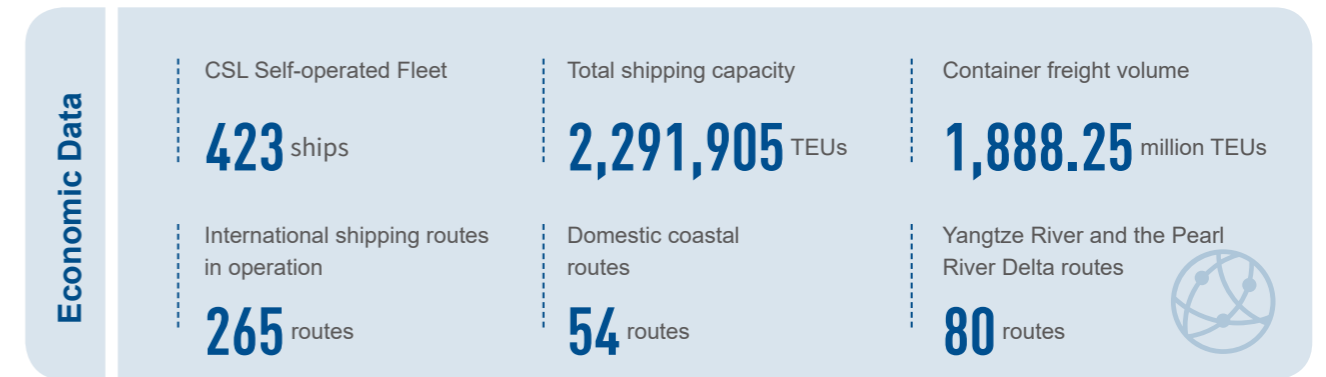 Economic Data
CSL Self-operated Fleet
423 ships
Total shipping capacity
2,291,905 TEUs
Container freight volume
1,888.25 million TEUs
International shipping routes
in operation
265 routes
Domestic coastal
routes
54 routes
Yangtze River and the Pearl
River Delta routes
80 routes